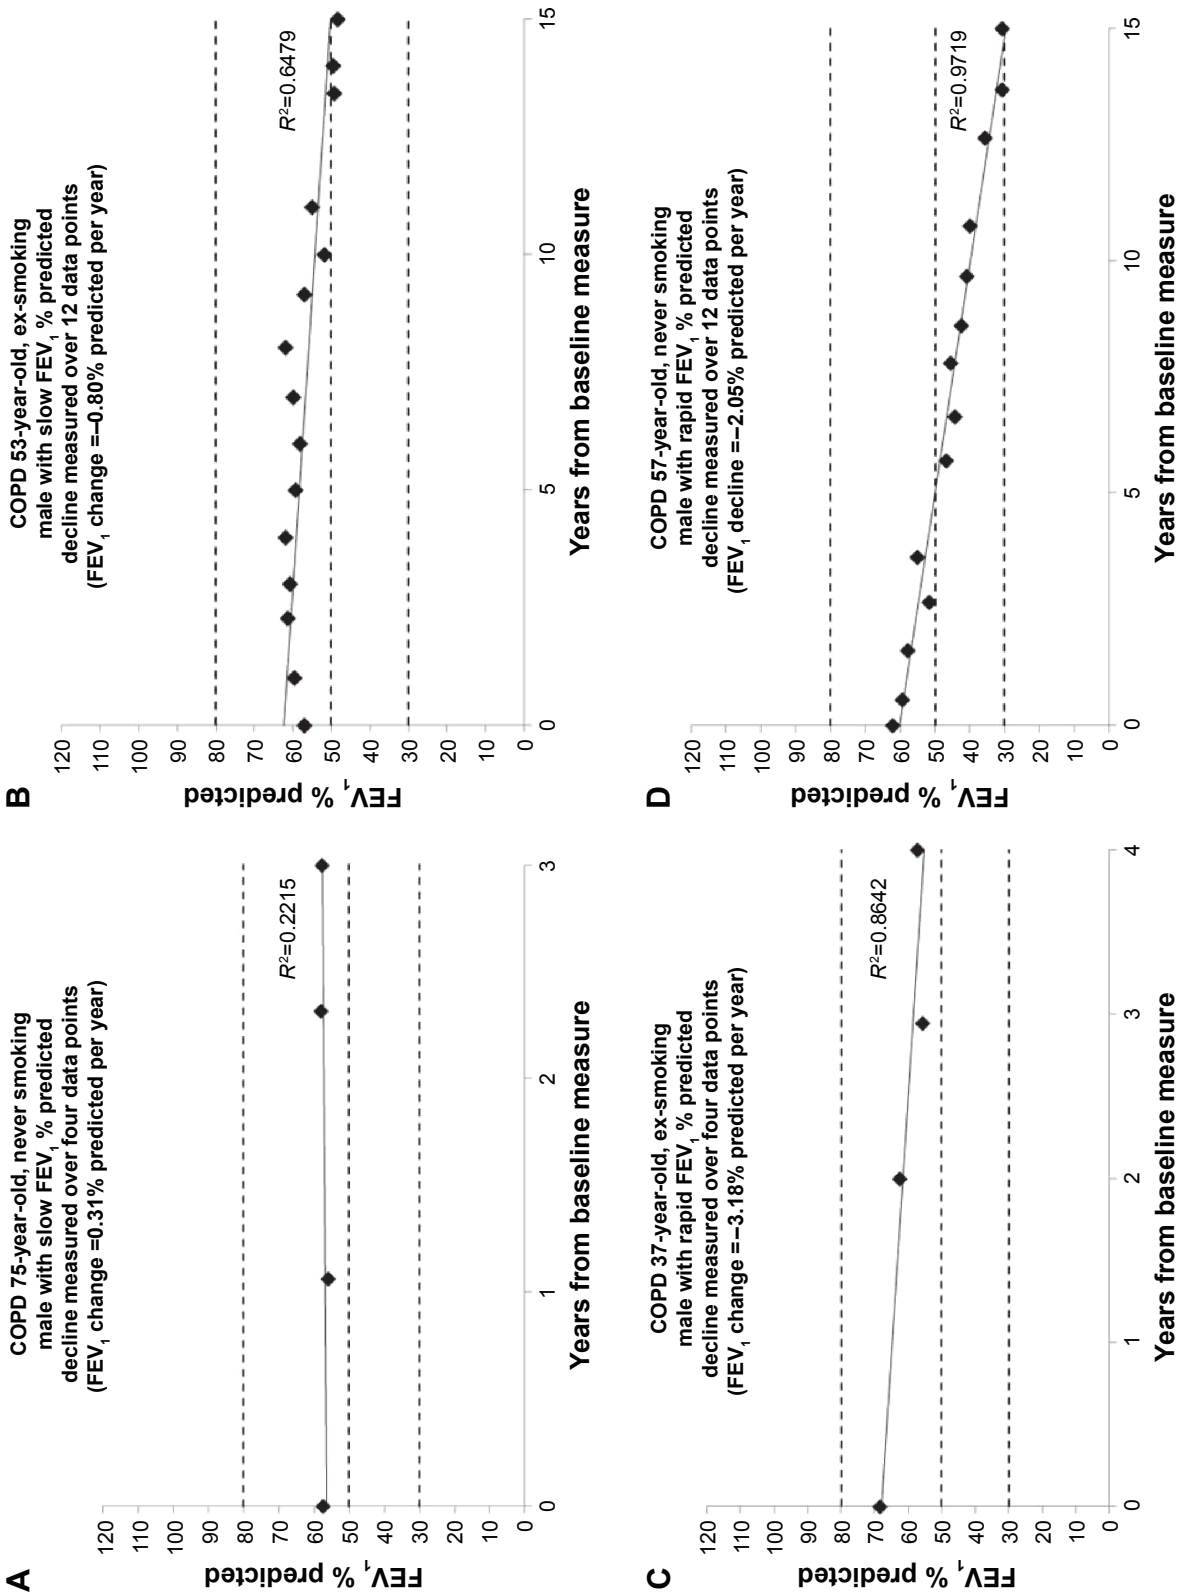 A
COPD 75-year-old, never smoking
male with slow FEV1 % predicted
decline measured over four data points
(FEV1 change =0.31% predicted per year)
120
100
80
60
40
20
0
FEV1 % predicted
R²=0.2215
0
1
2
3
Years from baseline measure
B
COPD 53-year-old, ex-smoking
male with slow FEV1 % predicted
decline measured over 12 data points
(FEV1 change =–0.80% predicted per year)
120
110
100
90
80
70
60
50
40
30
20
10
0
FEV1 % predicted
R²=0.6479
0
5
10
15
Years from baseline measure
C
COPD 37-year-old, ex-smoking
male with rapid FEV1 % predicted
decline measured over four data points
(FEV1 change =–3.18% predicted per year)
120
110
100
90
80
70
60
50
40
30
20
10
0
FEV1 % predicted
R²=0.8642
0
1
2
3
4
Years from baseline measure
D
COPD 57-year-old, never smoking
male with rapid FEV1 % predicted
decline measured over 12 data points
(FEV1 decline =–2.05% predicted per year)
120
110
100
90
80
70
60
50
40
30
20
10
0
FEV1 % predicted
R²=0.9719
0
5
10
15
Years from baseline measure